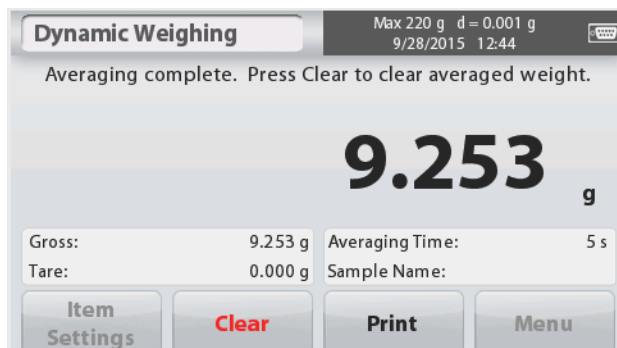 Dynamic Weighing
Max 220 g d = 0.001 g
9/28/2015 12:44
Averaging complete. Press Clear to clear averaged weight.
9.253 g
Gross: 9.253 g
Tare: 0.000 g
Averaging Time: 5 s
Sample Name:
Item Settings
Clear
Print
Menu